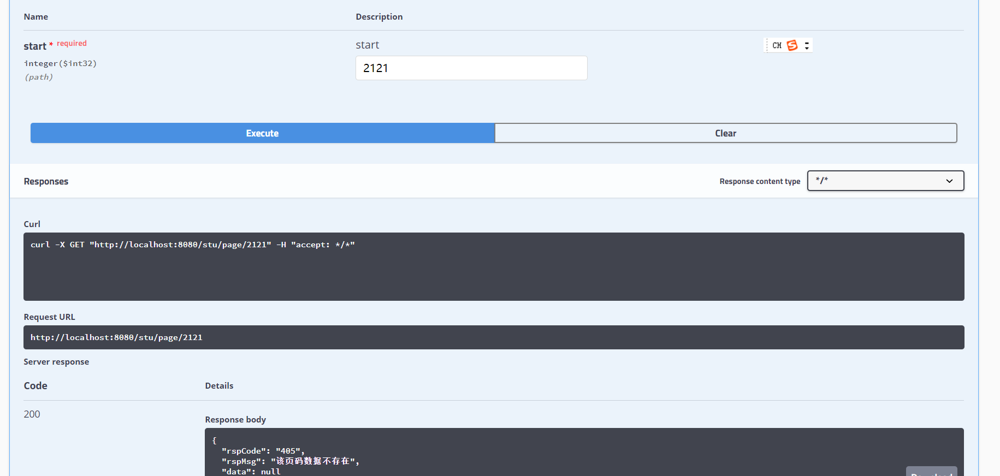 Name Description
start * required start CH
integer($int32) 2121
(path)
Execute Clear
Responses Response content type */*
Curl
curl -X GET "http://localhost:8080/stu/page/2121" -H "accept: */*"
Request URL
http://localhost:8080/stu/page/2121
Server response
Code Details
200
Response body
{
"rspCode": "405",
"rspMsg": "该页码数据不存在",
"data": null
Download